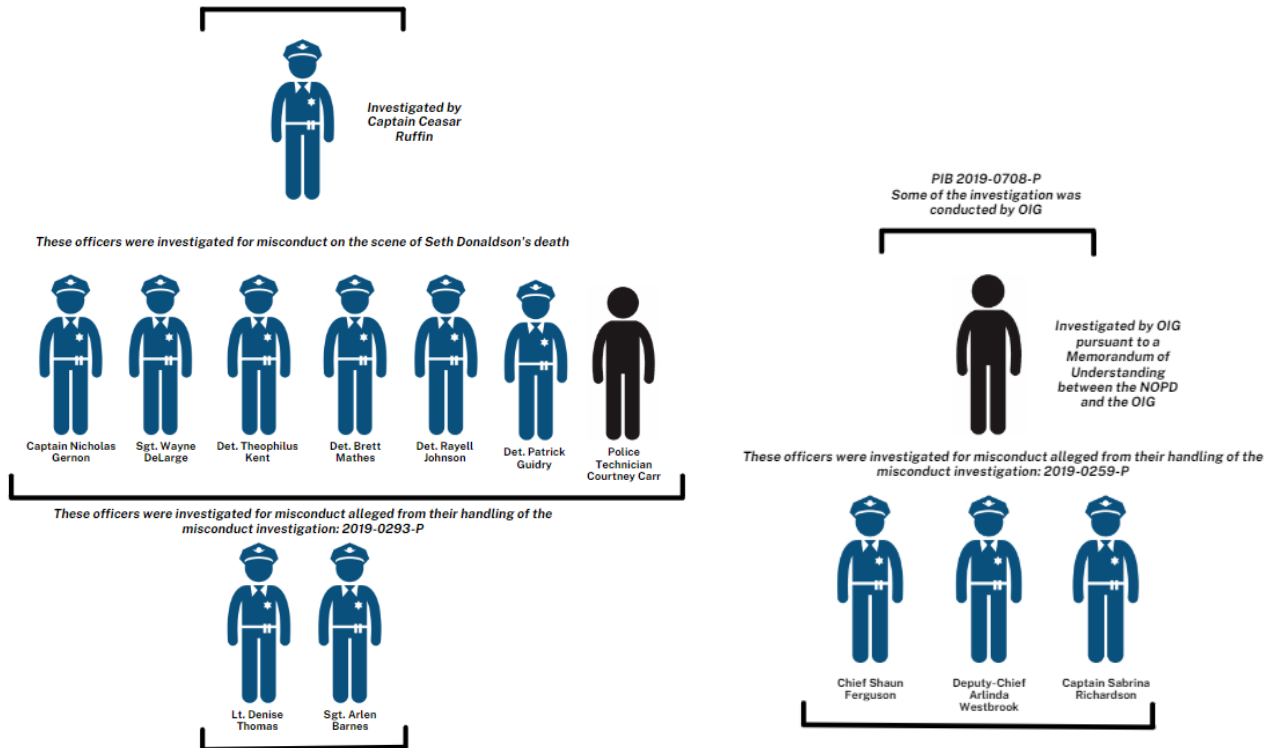 Investigated by
Captain Ceasar
Ruffin
These officers were investigated for misconduct on the scene of Seth Donaldson's death
Captain Nicholas
Gernon
Sgt. Wayne
DeLarge
Det. Theophilus
Kent
Det. Brett
Mathes
Det. Rayell
Johnson
Det. Patrick
Guidry
Police
Technician
Courtney Carr
These officers were investigated for misconduct alleged from their handling of the
misconduct investigation: 2019-0293-P
Lt. Denise
Thomas
Sgt. Arlen
Barnes
PIB 2019-0708-P
Some of the investigation was
conducted by OIG
Investigated by OIG
pursuant to a
Memorandum of
Understanding
between the NOPD
and the OIG
These officers were investigated for misconduct alleged from their handling of the
misconduct investigation: 2019-0259-P
Chief Shaun
Ferguson
Deputy-Chief
Arlinda
Westbrook
Captain Sabrina
Richardson